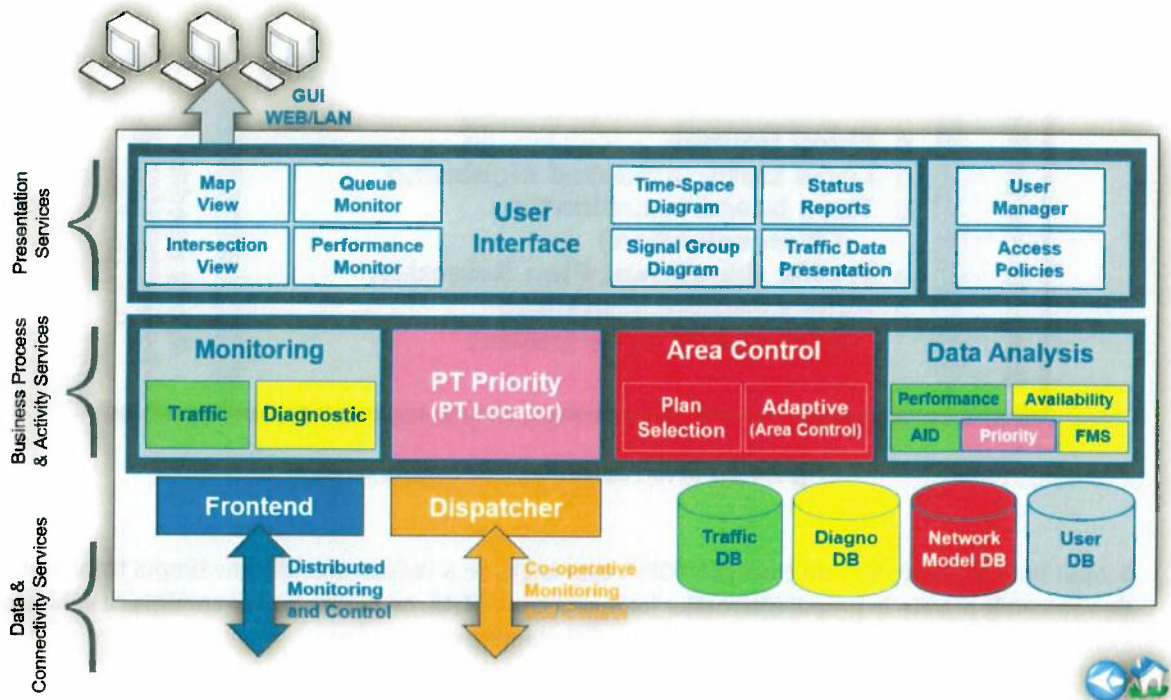 GUI
WEB/LAN
Presentation
Services
Map
View
Queue
Monitor
Intersection
View
Performance
Monitor
User
Interface
Time-Space
Diagram
Status
Reports
Signal Group
Diagram
Traffic Data
Presentation
User
Manager
Access
Policies
Business Process
& Activity Services
Monitoring
Traffic
Diagnostic
PT Priority
(PT Locator)
Area Control
Plan
Selection
Adaptive
(Area Control)
Data Analysis
Performance
Availability
AID
Priority
FMS
Data &
Connectivity Services
Frontend
Dispatcher
Distributed
Monitoring
and Control
Co-operative
Monitoring
and Control
Traffic
DB
Diagno
DB
Network
Model DB
User
DB